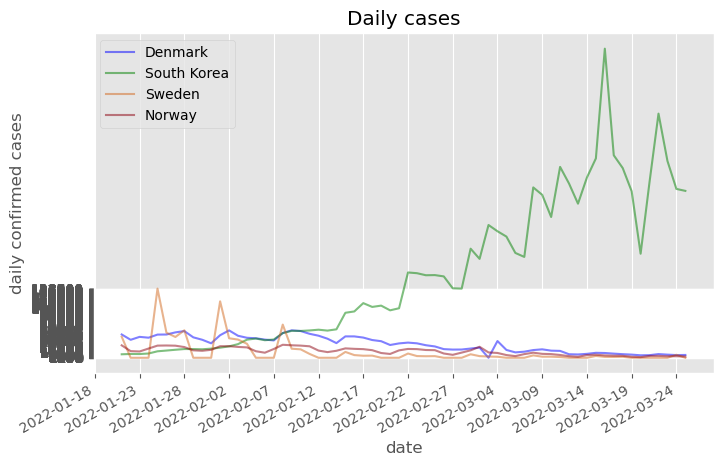 Daily cases
Denmark
South Korea
Sweden
Norway
daily confirmed cases
2022-01-18
2022-01-23
2022-01-28
2022-02-02
2022-02-07
2022-02-12
2022-02-17
2022-02-22
2022-02-27
2022-03-04
2022-03-09
2022-03-14
2022-03-19
2022-03-24
date